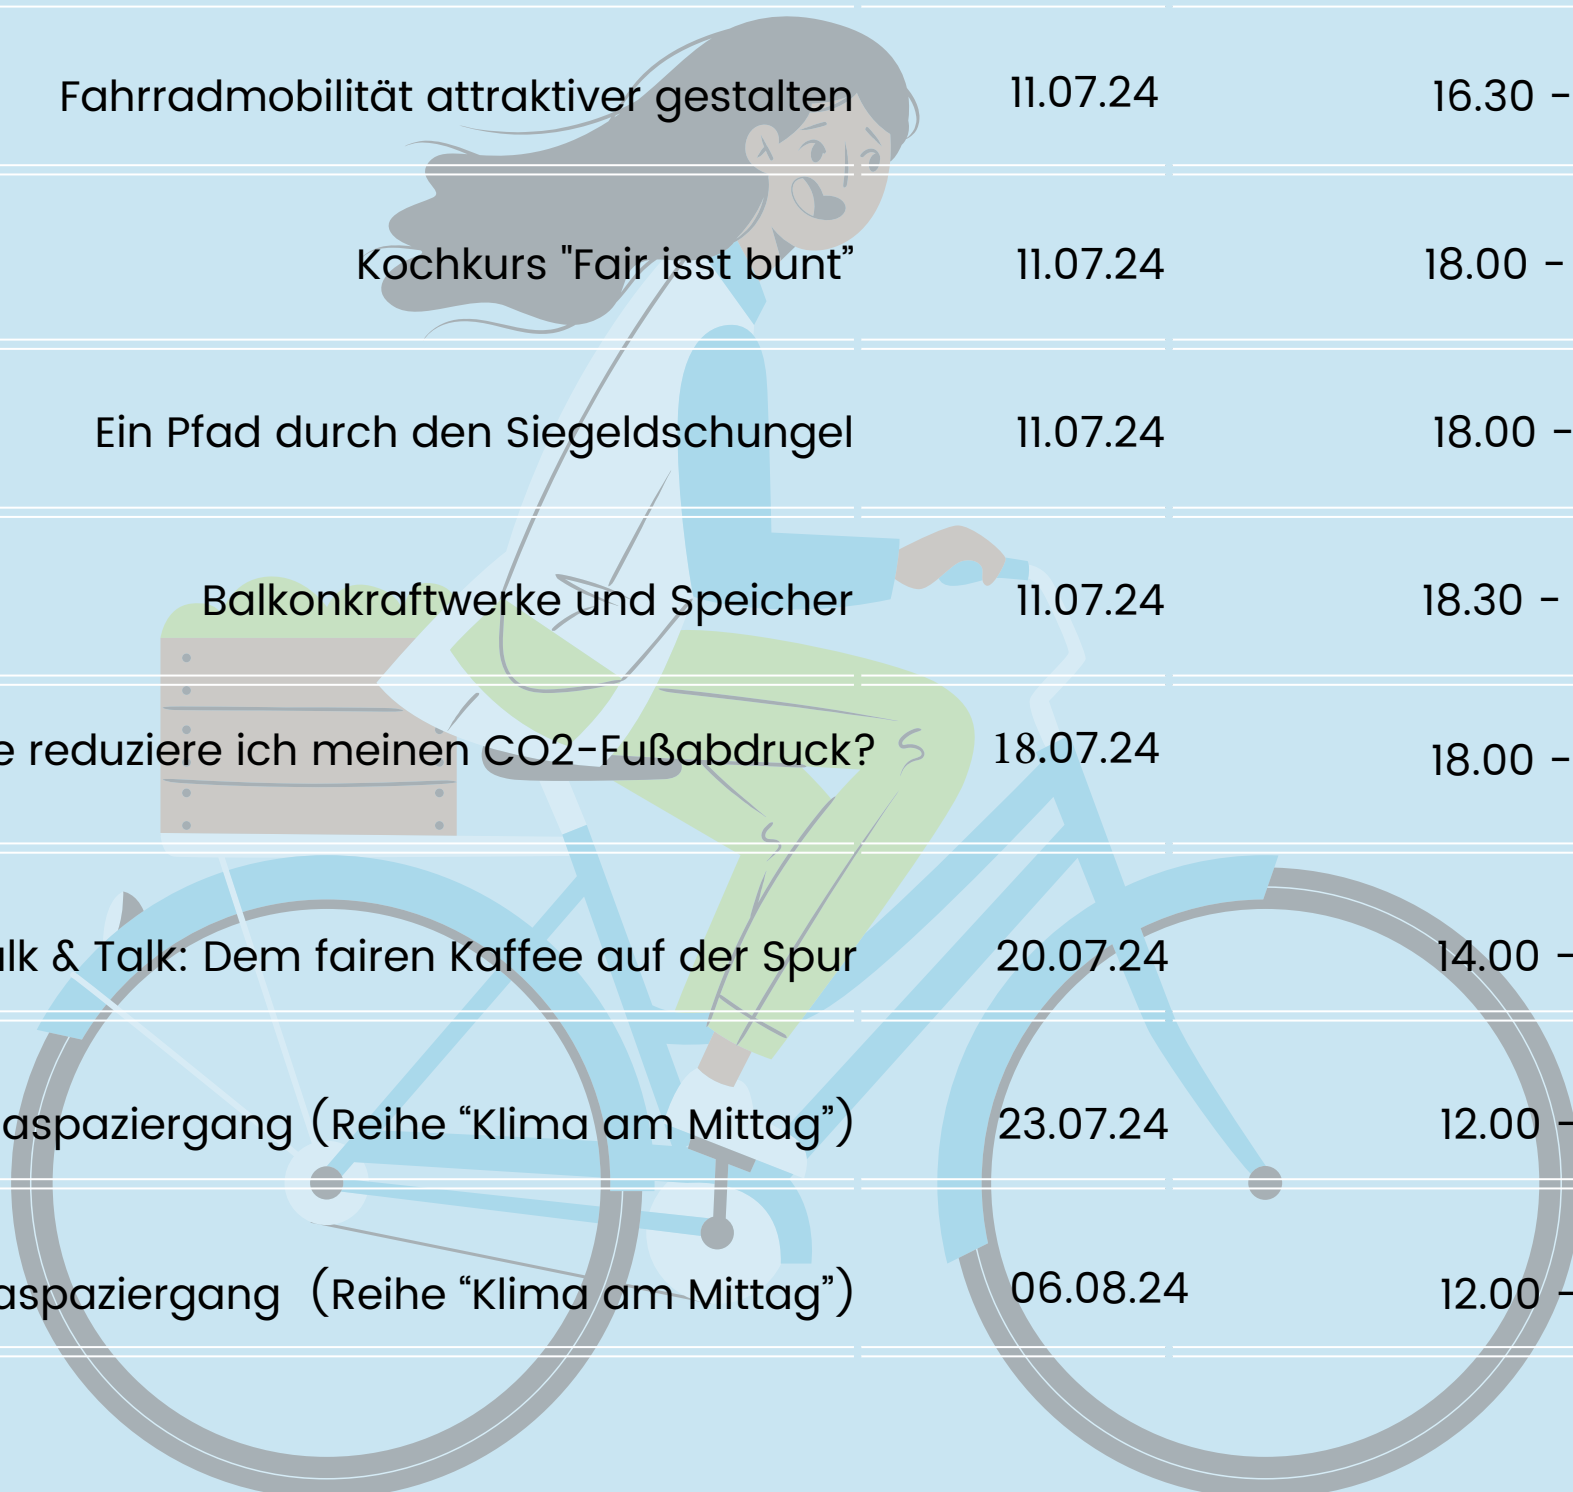 Fahrradmobilität attraktiver gestalten 11.07.24 16.30 -
Kochkurs "Fair isst bunt” 11.07.24 18.00 -
Ein Pfad durch den Siegeldschungel 11.07.24 18.00 -
Balkonkraftwerke und Speicher 11.07.24 18.30 -
reduziere ich meinen CO2-Fußabdruck? 18.07.24 18.00 -
& Talk: Dem fairen Kaffee auf der Spur 20.07.24 14.00 -
aspaziergang (Reihe “Klima am Mittag”) 23.07.24 12.00 -
aspaziergang (Reihe “Klima am Mittag”) 06.08.24 12.00 -